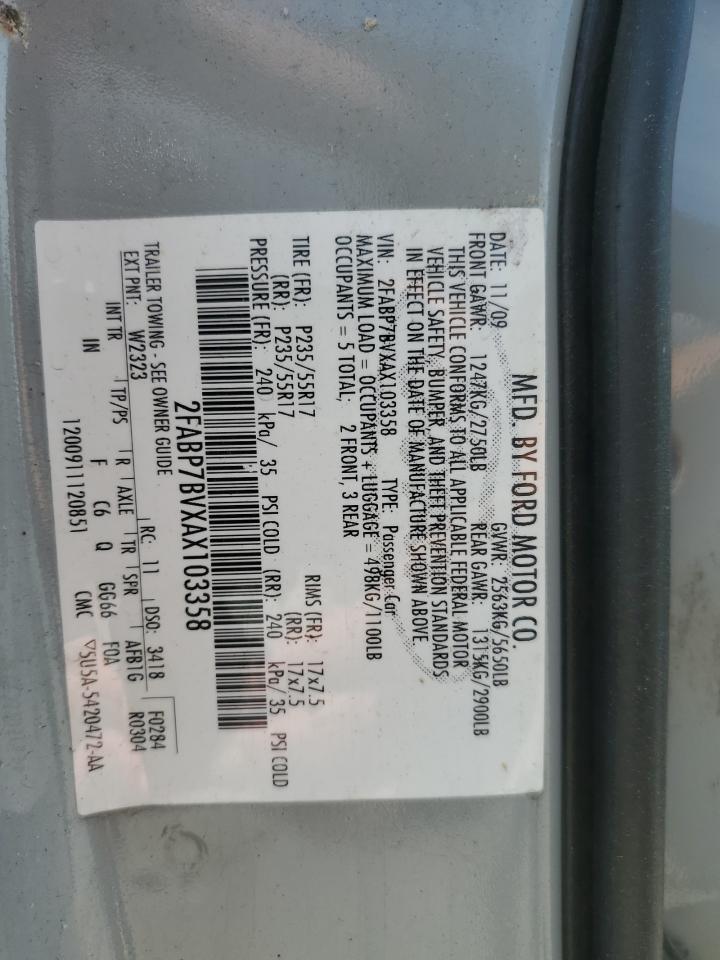 MFD. BY FORD MOTOR CO.
DATE: 11/09 GVWR: 2563KG/5650LB
FRONT GAWR: 1247KG/2750LB REAR GAWR: 1315KG/2900LB
THIS VEHICLE CONFORMS TO ALL APPLICABLE FEDERAL MOTOR
VEHICLE SAFETY, BUMPER, AND THEFT PREVENTION STANDARDS
IN EFFECT ON THE DATE OF MANUFACTURE SHOWN ABOVE
VIN: 2FABP7BVXAX103358 TYPE: Passenger Car
MAXIMUM LOAD = OCCUPANTS + LUGGAGE = 498KG/1100LB
OCCUPANTS = 5 TOTAL; 2 FRONT, 3 REAR
TIRE (FR): P235/55R17 RIMS (FR): 17x7.5
(RR): P235/55R17 (RR): 17x7.5
PRESSURE (FR): 240 kPa/ 35 PSI COLD (RR): 240 kPa/ 35 PSI COLD
2FABP7BVXAX103358
TRAILER TOWING - SEE OWNER GUIDE
EXT PNT: W2323 RC: 11 DSO: 3418 F0284
INT TR TP/PS R AXLE TR SPR AFB1G R0304
IN F C6 Q GG66 FOA
1200911120851 CMC ▽5U5A-5420472-AA